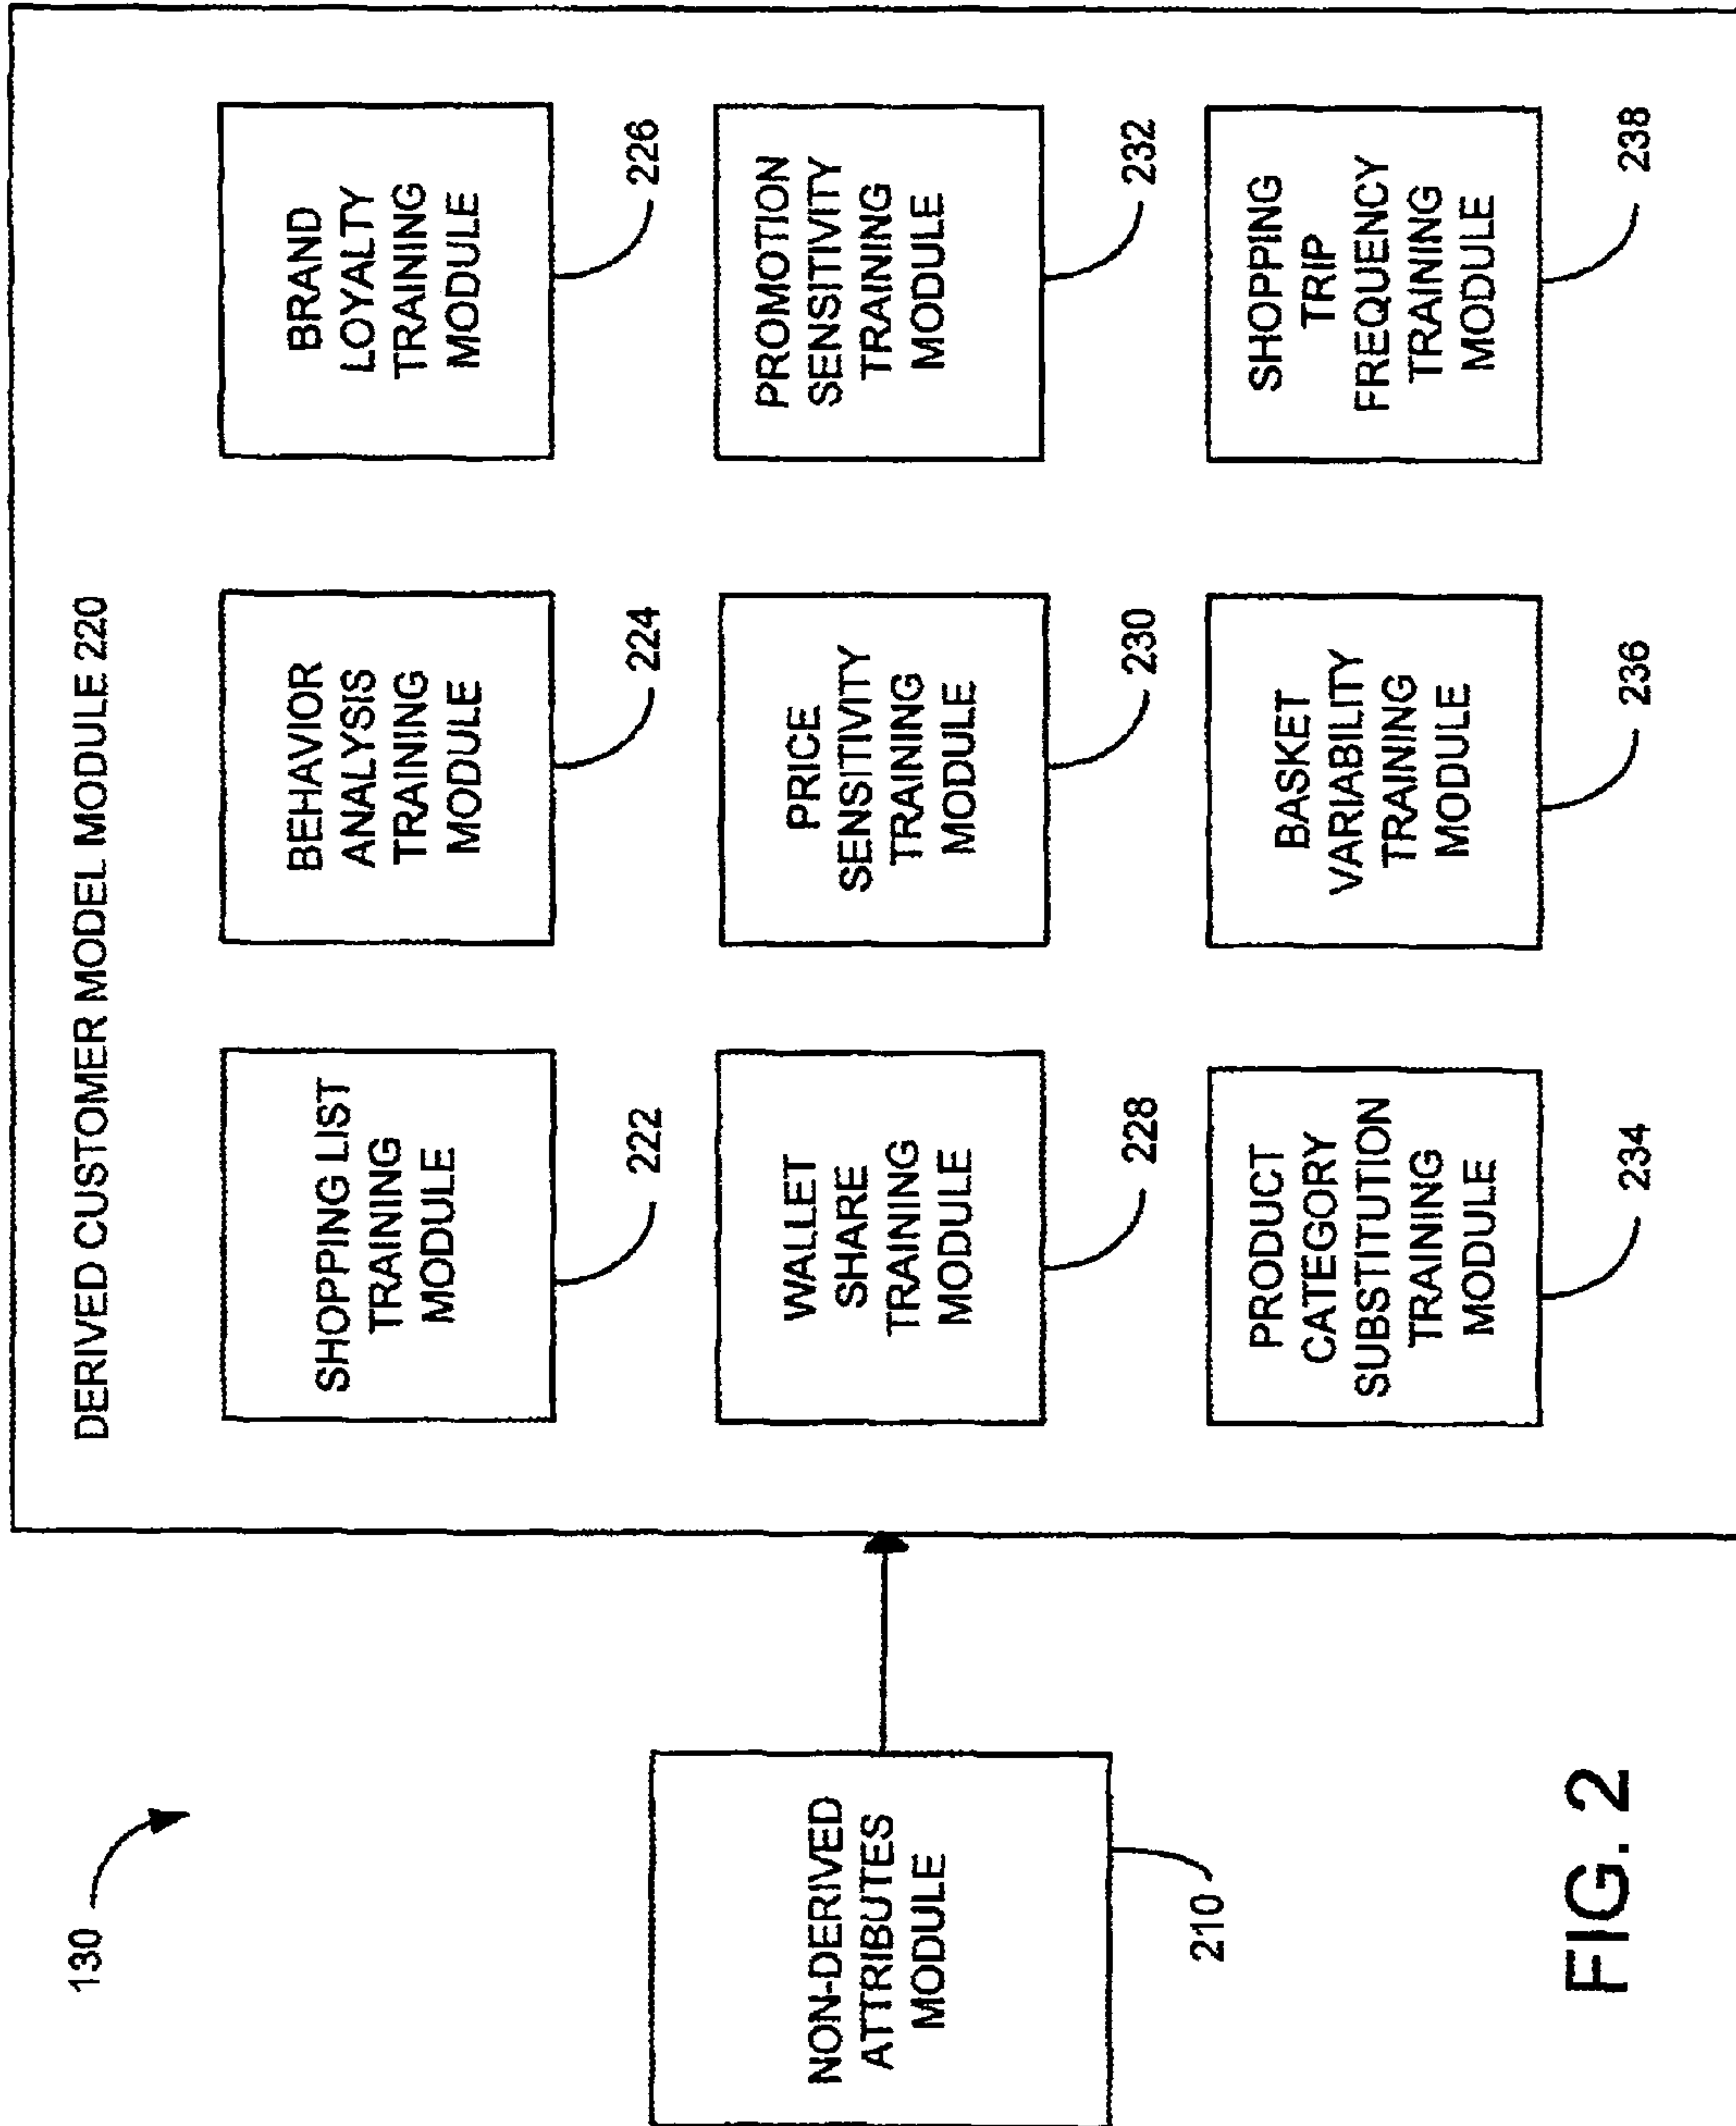 130
DERIVED CUSTOMER MODEL MODULE 220
NON-DERIVED
ATTRIBUTES
MODULE
210
SHOPPING LIST
TRAINING
MODULE
222
BEHAVIOR
ANALYSIS
TRAINING
MODULE
224
BRAND
LOYALTY
TRAINING
MODULE
226
WALLET
SHARE
TRAINING
MODULE
228
PRICE
SENSITIVITY
TRAINING
MODULE
230
PROMOTION
SENSITIVITY
TRAINING
MODULE
232
PRODUCT
CATEGORY
SUBSTITUTION
TRAINING
MODULE
234
BASKET
VARIABILITY
TRAINING
MODULE
236
SHOPPING
TRIP
FREQUENCY
TRAINING
MODULE
238
FIG. 2